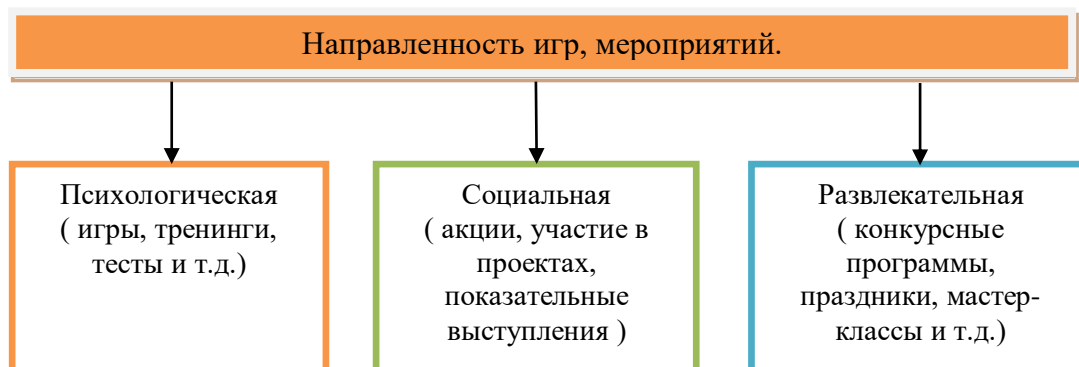 Направленность игр, мероприятий.
Психологическая
( игры, тренинги,
тесты и т.д.)
Социальная
( акции, участие в
проектах,
показательные
выступления )
Развлекательная
( конкурсные
программы,
праздники, мастер-
классы и т.д.)